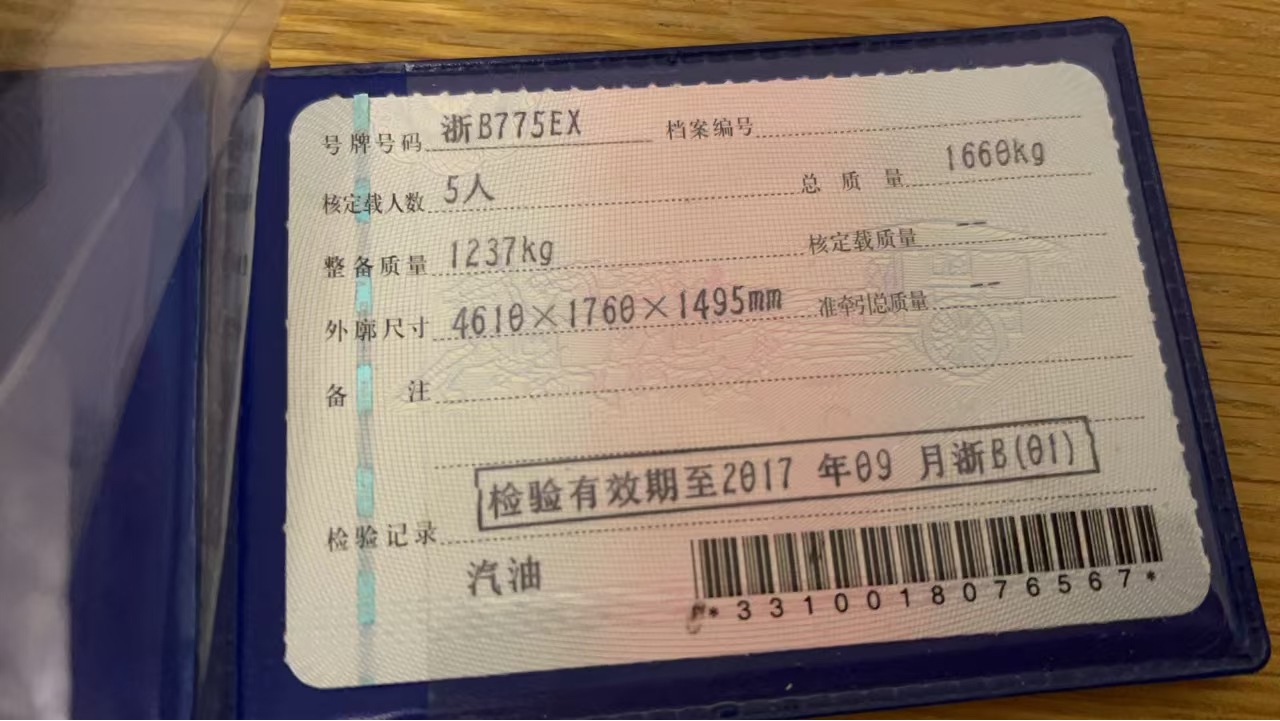 号牌号码 浙B775EX 档案编号
核定载人数 5人 总质量 1660kg
整备质量 1237kg 核定载质量 --
外廓尺寸 4610×1760×1495mm 准牵引总质量 --
备注
检验有效期至2017 年09 月浙B(01)
检验记录
汽油
*3310018076567*